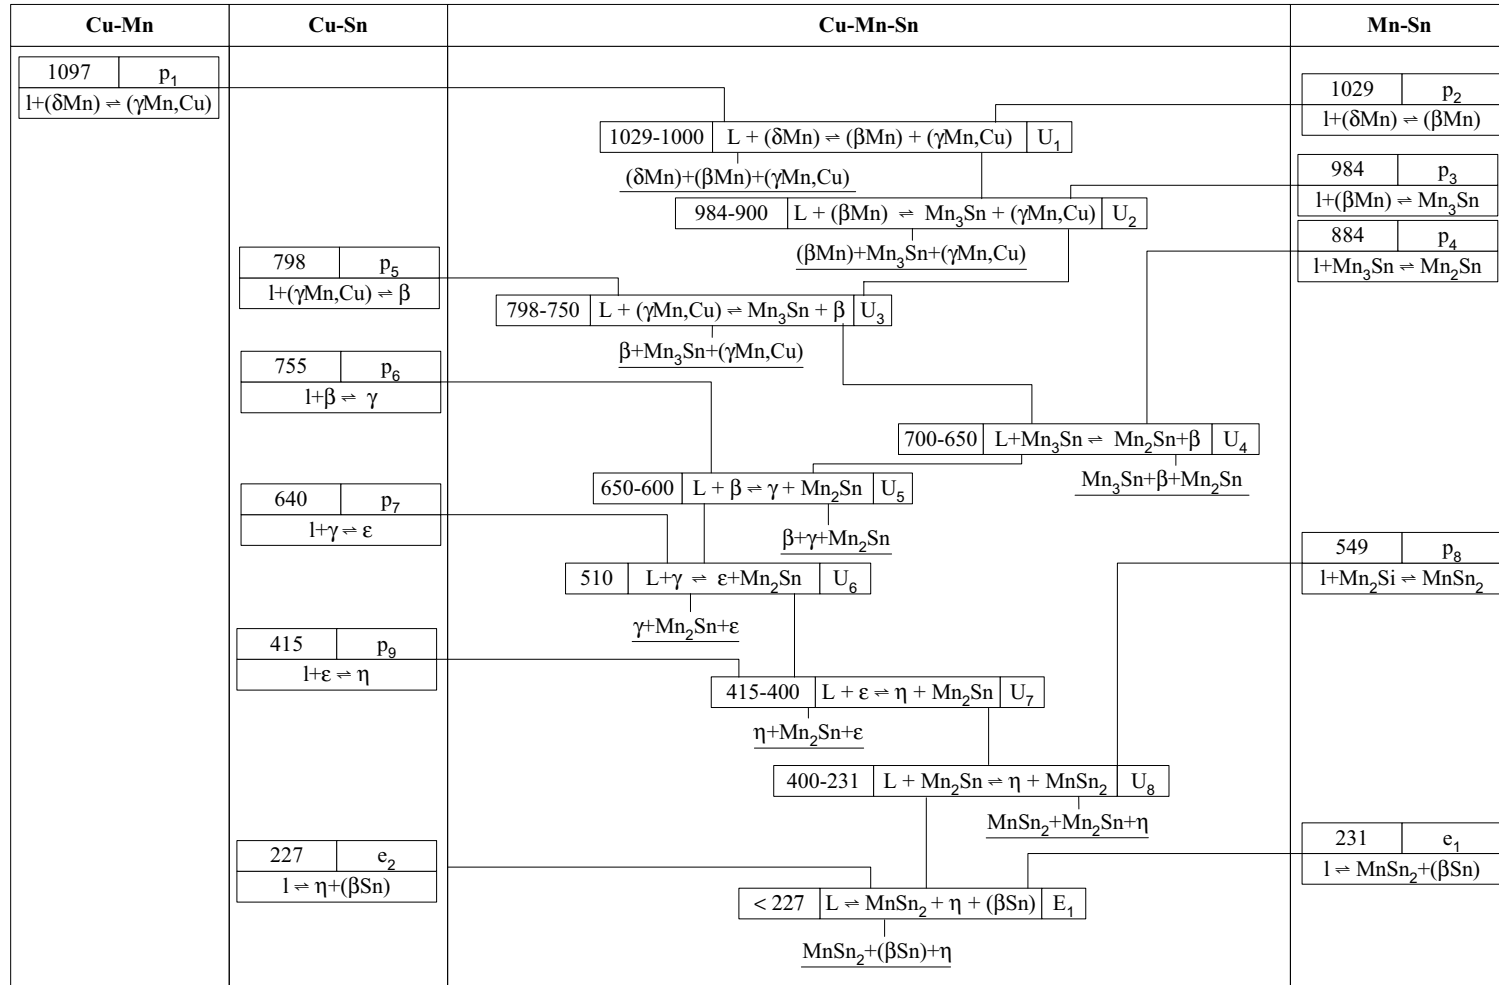 Cu-Mn
Cu-Sn
Cu-Mn-Sn
Mn-Sn
1097 p₁
l+(δMn) ⇌ (γMn,Cu)
1029 p₂
l+(δMn) ⇌ (βMn)
1029-1000 L + (δMn) ⇌ (βMn) + (γMn,Cu) U₁
(δMn)+(βMn)+(γMn,Cu)
984 p₃
l+(βMn) ⇌ Mn₃Sn
984-900 L + (βMn) ⇌ Mn₃Sn + (γMn,Cu) U₂
(βMn)+Mn₃Sn+(γMn,Cu)
884 p₄
l+Mn₃Sn ⇌ Mn₂Sn
798 p₅
l+(γMn,Cu) ⇌ β
798-750 L + (γMn,Cu) ⇌ Mn₃Sn + β U₃
β+Mn₃Sn+(γMn,Cu)
755 p₆
l+β ⇌ γ
700-650 L+Mn₃Sn ⇌ Mn₂Sn+β U₄
Mn₃Sn+β+Mn₂Sn
650-600 L + β ⇌ γ + Mn₂Sn U₅
β+γ+Mn₂Sn
640 p₇
l+γ ⇌ ε
549 p₈
l+Mn₂Si ⇌ MnSn₂
510 L+γ ⇌ ε+Mn₂Sn U₆
γ+Mn₂Sn+ε
415 p₉
l+ε ⇌ η
415-400 L + ε ⇌ η + Mn₂Sn U₇
η+Mn₂Sn+ε
400-231 L + Mn₂Sn ⇌ η + MnSn₂ U₈
MnSn₂+Mn₂Sn+η
231 e₁
l ⇌ MnSn₂+(βSn)
227 e₂
l ⇌ η+(βSn)
< 227 L ⇌ MnSn₂ + η + (βSn) E₁
MnSn₂+(βSn)+η